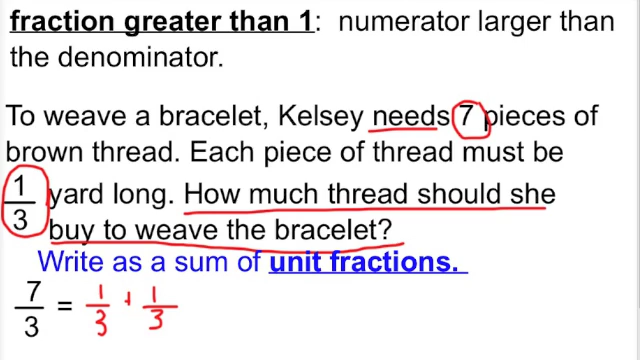 fraction greater than 1: numerator larger than
the denominator.
To weave a bracelet, Kelsey needs 7 pieces of
brown thread. Each piece of thread must be
1/3 yard long. How much thread should she
buy to weave the bracelet?
Write as a sum of unit fractions.
7/3 = 1/3 + 1/3